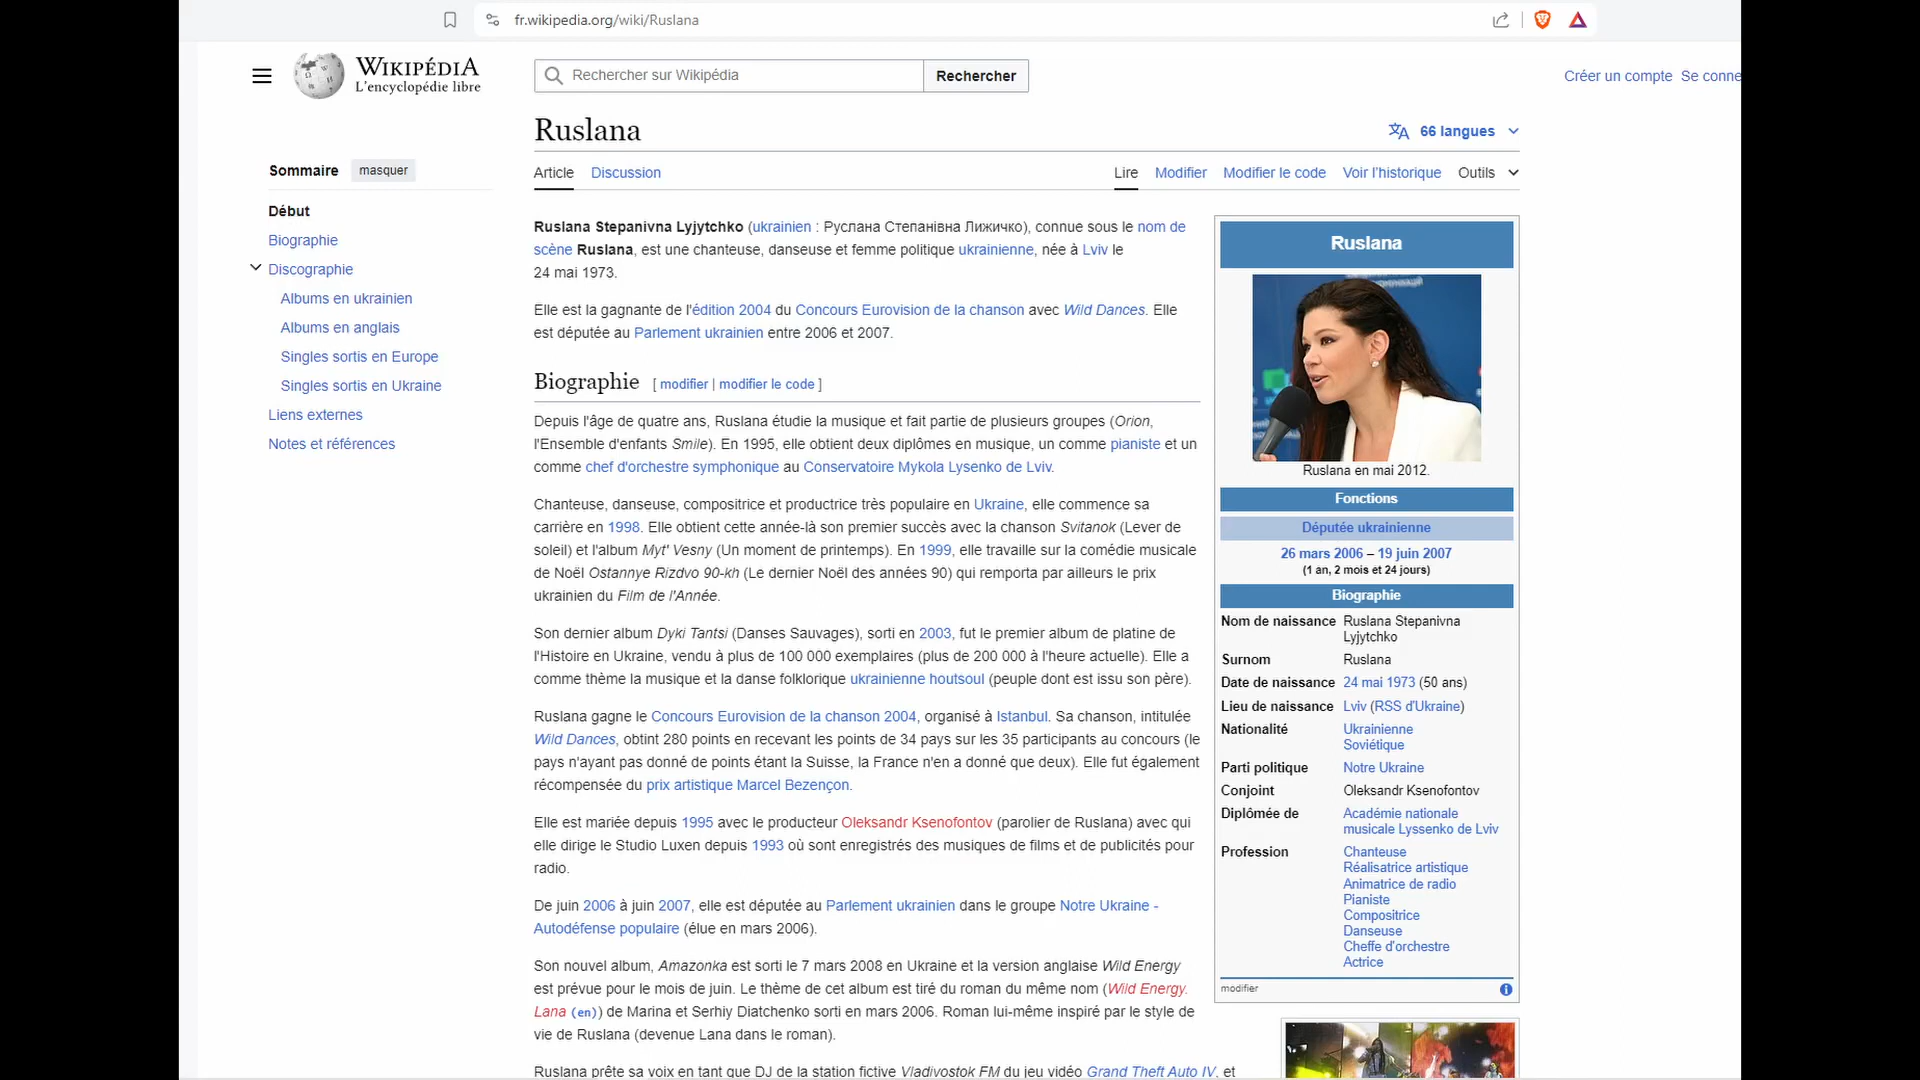 fr.wikipedia.org/wiki/Ruslana
WIKIPÉDIA
L'encyclopédie libre
Rechercher sur Wikipédia
Rechercher
Créer un compte Se conne
Ruslana
66 langues
Article Discussion
Lire Modifier Modifier le code Voir l'historique Outils
Sommaire masquer
Début
Biographie
Discographie
Albums en ukrainien
Albums en anglais
Singles sortis en Europe
Singles sortis en Ukraine
Liens externes
Notes et références
Ruslana Stepanivna Lyjytchko (ukrainien : Руслана Степанівна Лижичко), connue sous le nom de
scène Ruslana, est une chanteuse, danseuse et femme politique ukrainienne, née à Lviv le
24 mai 1973.
Elle est la gagnante de l'édition 2004 du Concours Eurovision de la chanson avec Wild Dances. Elle
est députée au Parlement ukrainien entre 2006 et 2007.
Biographie [ modifier | modifier le code ]
Depuis l'âge de quatre ans, Ruslana étudie la musique et fait partie de plusieurs groupes (Orion,
l'Ensemble d'enfants Smile). En 1995, elle obtient deux diplômes en musique, un comme pianiste et un
comme chef d'orchestre symphonique au Conservatoire Mykola Lysenko de Lviv.
Chanteuse, danseuse, compositrice et productrice très populaire en Ukraine, elle commence sa
carrière en 1998. Elle obtient cette année-là son premier succès avec la chanson Svitanok (Lever de
soleil) et l'album Myt' Vesny (Un moment de printemps). En 1999, elle travaille sur la comédie musicale
de Noël Ostannye Rizdvo 90-kh (Le dernier Noël des années 90) qui remporta par ailleurs le prix
ukrainien du Film de l'Année.
Son dernier album Dyki Tantsi (Danses Sauvages), sorti en 2003, fut le premier album de platine de
l'Histoire en Ukraine, vendu à plus de 100 000 exemplaires (plus de 200 000 à l'heure actuelle). Elle a
comme thème la musique et la danse folklorique ukrainienne houtsoul (peuple dont est issu son père).
Ruslana gagne le Concours Eurovision de la chanson 2004, organisé à Istanbul. Sa chanson, intitulée
Wild Dances, obtint 280 points en recevant les points de 34 pays sur les 35 participants au concours (le
pays n'ayant pas donné de points étant la Suisse, la France n'en a donné que deux). Elle fut également
récompensée du prix artistique Marcel Bezençon.
Elle est mariée depuis 1995 avec le producteur Oleksandr Ksenofontov (parolier de Ruslana) avec qui
elle dirige le Studio Luxen depuis 1993 où sont enregistrés des musiques de films et de publicités pour
radio.
De juin 2006 à juin 2007, elle est députée au Parlement ukrainien dans le groupe Notre Ukraine -
Autodéfense populaire (élue en mars 2006).
Son nouvel album, Amazonka est sorti le 7 mars 2008 en Ukraine et la version anglaise Wild Energy
est prévue pour le mois de juin. Le thème de cet album est tiré du roman du même nom (Wild Energy.
Lana (en)) de Marina et Serhiy Diatchenko sorti en mars 2006. Roman lui-même inspiré par le style de
vie de Ruslana (devenue Lana dans le roman).
Ruslana prête sa voix en tant que DJ de la station fictive Vladivostok FM du jeu vidéo Grand Theft Auto IV, et
Ruslana
Ruslana en mai 2012.
Fonctions
Députée ukrainienne
26 mars 2006 – 19 juin 2007
(1 an, 2 mois et 24 jours)
Biographie
Nom de naissance Ruslana Stepanivna
Lyjytchko
Surnom Ruslana
Date de naissance 24 mai 1973 (50 ans)
Lieu de naissance Lviv (RSS d'Ukraine)
Nationalité Ukrainienne
Soviétique
Parti politique Notre Ukraine
Conjoint Oleksandr Ksenofontov
Diplômée de Académie nationale
musicale Lyssenko de Lviv
Profession Chanteuse
Réalisatrice artistique
Animatrice de radio
Pianiste
Compositrice
Danseuse
Cheffe d'orchestre
Actrice
modifier